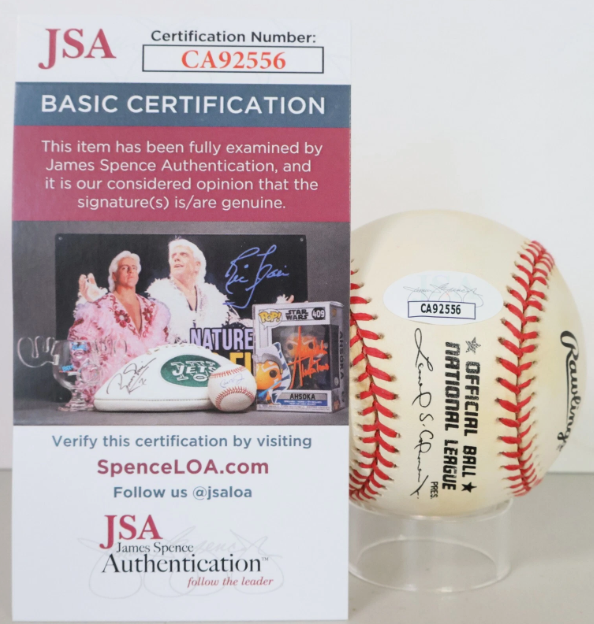 JSA
Certification Number:
CA92556
BASIC CERTIFICATION
This item has been fully examined by
James Spence Authentication, and
it is our considered opinion that the
signature(s) is/are genuine.
NATURE
POP!
STAR WARS
409
JETS
AHSOKA
Verify this certification by visiting
SpenceLOA.com
Follow us @jsaloa
JSA
James Spence
Authentication™
follow the leader
CA92556
OFFICIAL BALL
NATIONAL LEAGUE
PRES.
Rawlings